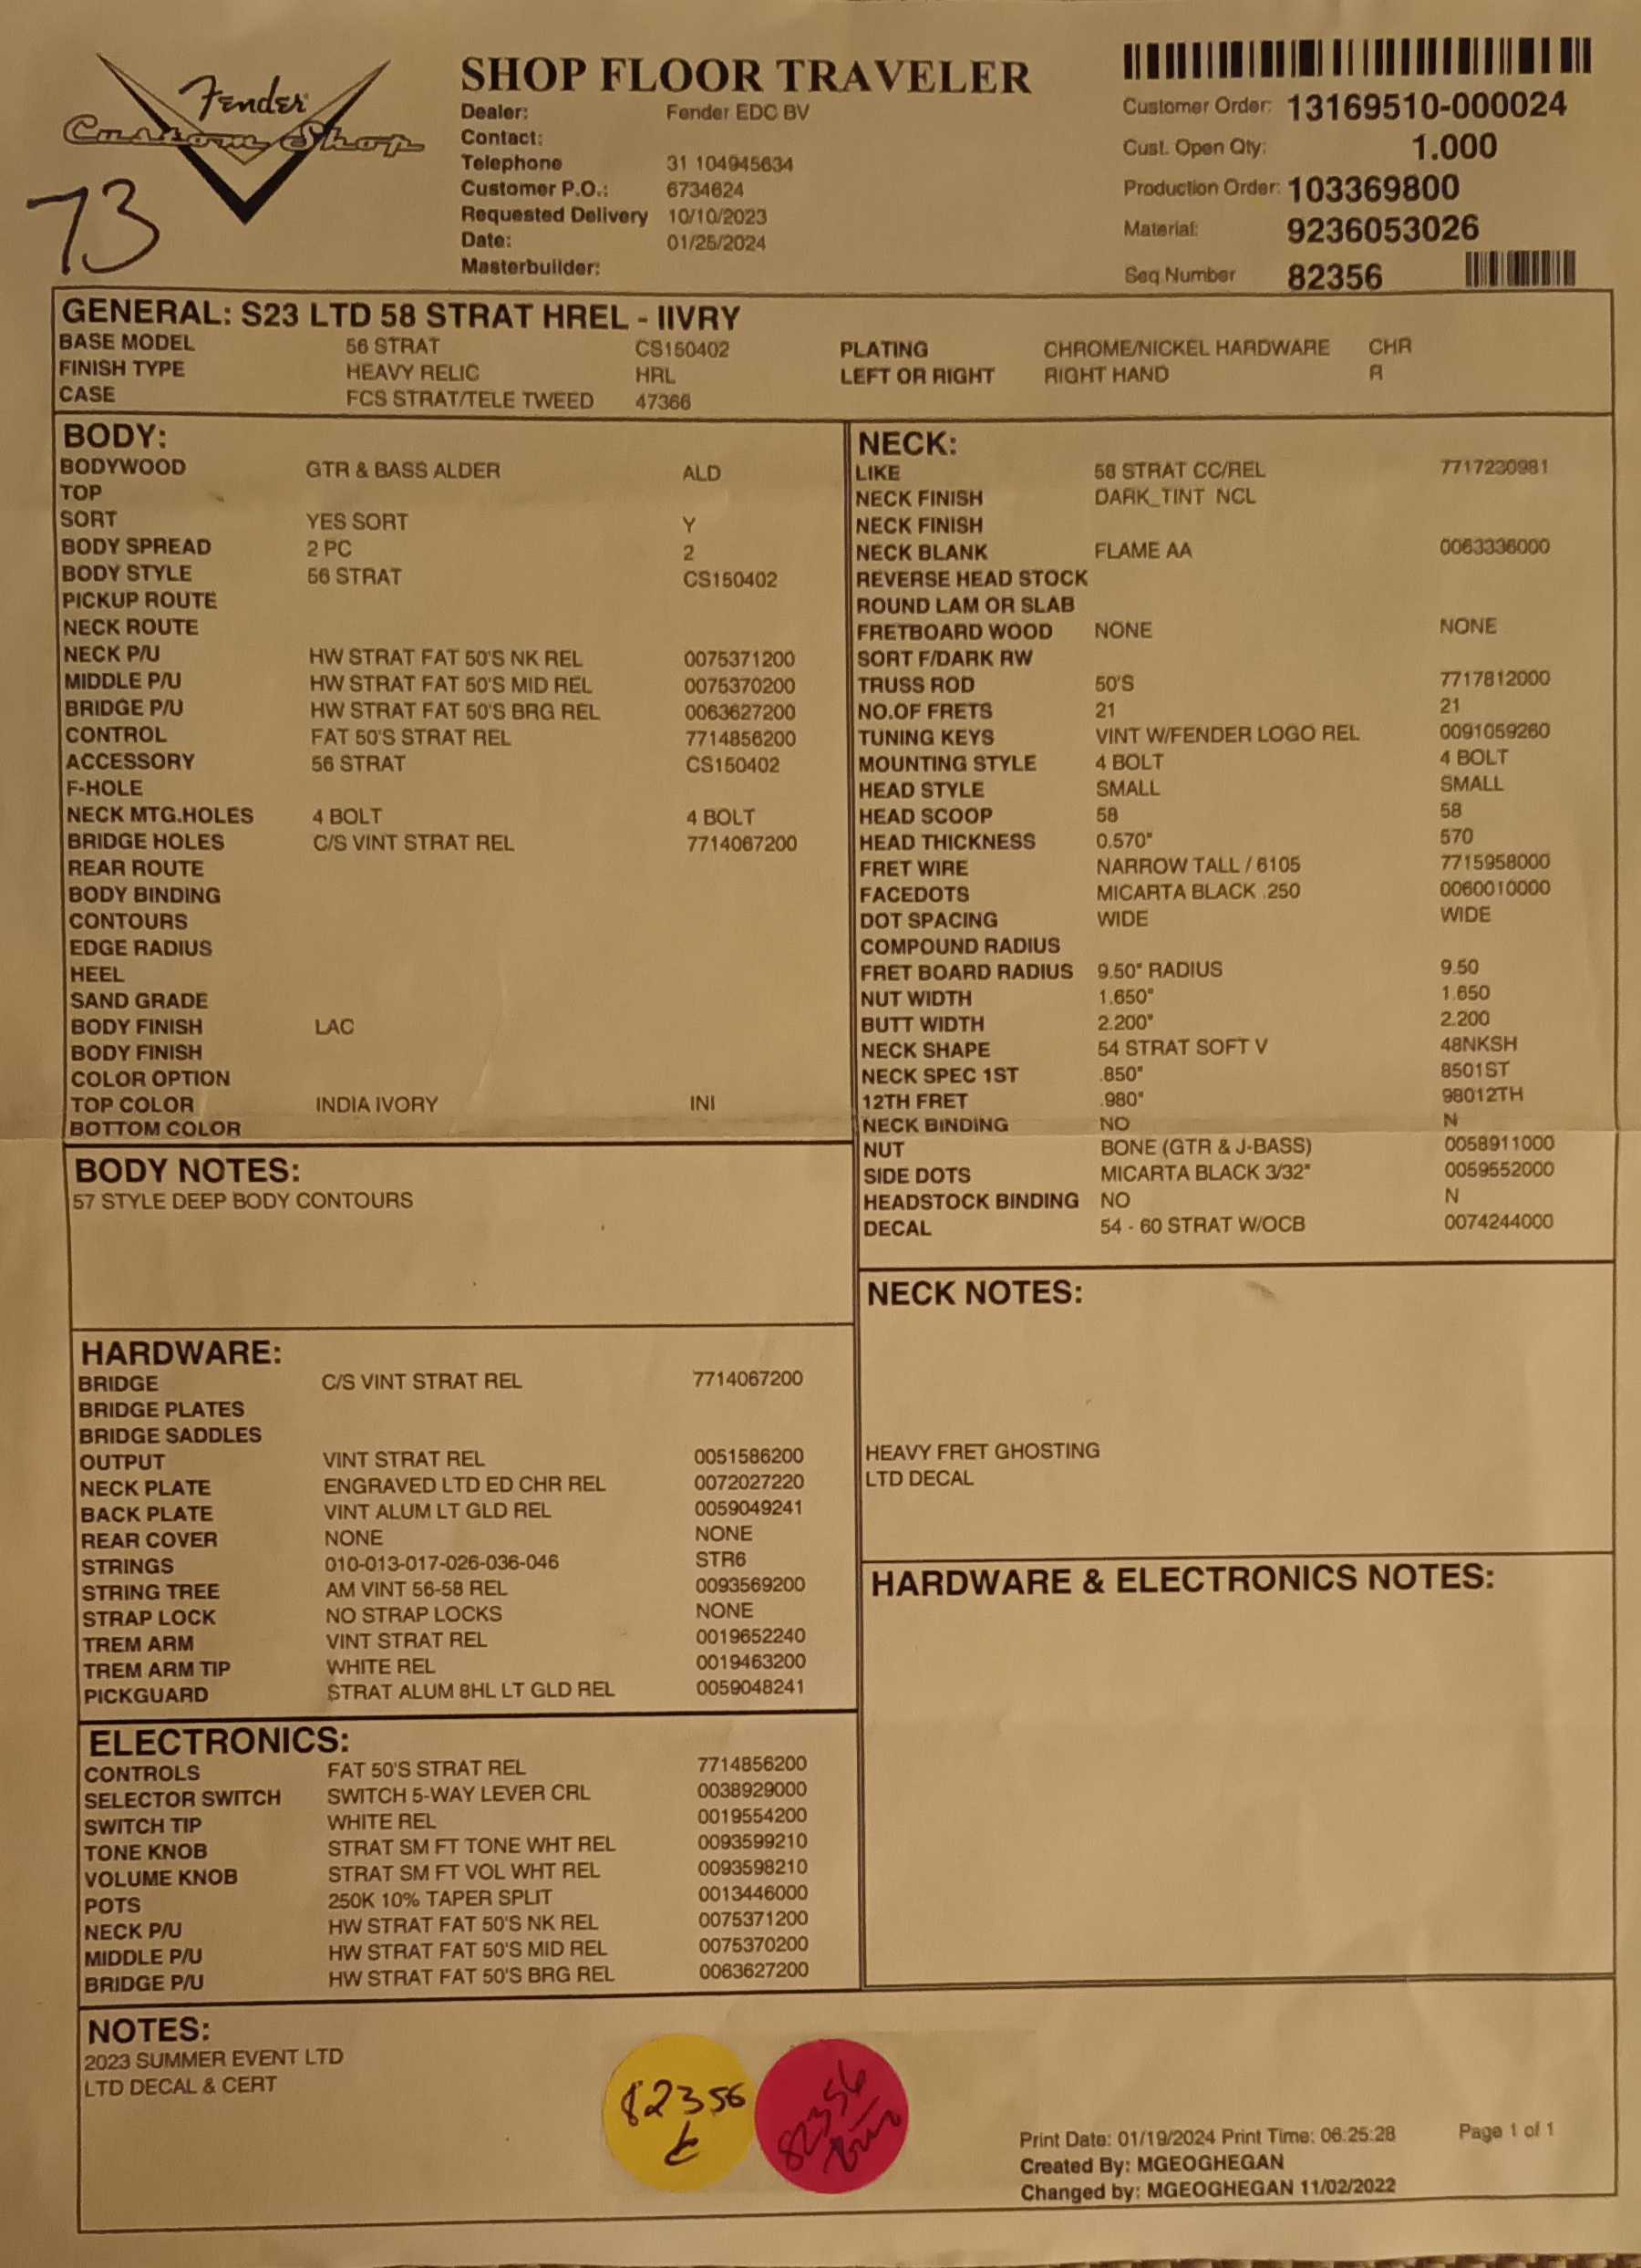 Fender
Custom Shop
73
SHOP FLOOR TRAVELER
Dealer: Fender EDC BV
Contact:
Telephone 31 104945634
Customer P.O.: 6734624
Requested Delivery 10/10/2023
Date: 01/25/2024
Masterbuilder:
Customer Order: 13169510-000024
Cust. Open Qty: 1.000
Production Order: 103369800
Material: 9236053026
Seq Number 82356
GENERAL: S23 LTD 58 STRAT HREL - IIVRY
BASE MODEL 56 STRAT CS150402 PLATING CHROME/NICKEL HARDWARE CHR
FINISH TYPE HEAVY RELIC HRL LEFT OR RIGHT RIGHT HAND R
CASE FCS STRAT/TELE TWEED 47366
BODY:
BODYWOOD GTR & BASS ALDER ALD
TOP
SORT YES SORT Y
BODY SPREAD 2 PC 2
BODY STYLE 56 STRAT CS150402
PICKUP ROUTE
NECK ROUTE
NECK P/U HW STRAT FAT 50'S NK REL 0075371200
MIDDLE P/U HW STRAT FAT 50'S MID REL 0075370200
BRIDGE P/U HW STRAT FAT 50'S BRG REL 0063627200
CONTROL FAT 50'S STRAT REL 7714856200
ACCESSORY 56 STRAT CS150402
F-HOLE
NECK MTG.HOLES 4 BOLT 4 BOLT
BRIDGE HOLES C/S VINT STRAT REL 7714067200
REAR ROUTE
BODY BINDING
CONTOURS
EDGE RADIUS
HEEL
SAND GRADE
BODY FINISH LAC
BODY FINISH
COLOR OPTION
TOP COLOR INDIA IVORY INI
BOTTOM COLOR
BODY NOTES:
57 STYLE DEEP BODY CONTOURS
HARDWARE:
BRIDGE C/S VINT STRAT REL 7714067200
BRIDGE PLATES
BRIDGE SADDLES
OUTPUT VINT STRAT REL 0051586200
NECK PLATE ENGRAVED LTD ED CHR REL 0072027220
BACK PLATE VINT ALUM LT GLD REL 0059049241
REAR COVER NONE NONE
STRINGS 010-013-017-026-036-046 STR6
STRING TREE AM VINT 56-58 REL 0093569200
STRAP LOCK NO STRAP LOCKS NONE
TREM ARM VINT STRAT REL 0019652240
TREM ARM TIP WHITE REL 0019463200
PICKGUARD STRAT ALUM 8HL LT GLD REL 0059048241
ELECTRONICS:
CONTROLS FAT 50'S STRAT REL 7714856200
SELECTOR SWITCH SWITCH 5-WAY LEVER CRL 0038929000
SWITCH TIP WHITE REL 0019554200
TONE KNOB STRAT SM FT TONE WHT REL 0093599210
VOLUME KNOB STRAT SM FT VOL WHT REL 0093598210
POTS 250K 10% TAPER SPLIT 0013446000
NECK P/U HW STRAT FAT 50'S NK REL 0075371200
MIDDLE P/U HW STRAT FAT 50'S MID REL 0075370200
BRIDGE P/U HW STRAT FAT 50'S BRG REL 0063627200
NECK:
LIKE 58 STRAT CC/REL 7717230981
NECK FINISH DARK_TINT NCL
NECK FINISH
NECK BLANK FLAME AA 0063336000
REVERSE HEAD STOCK
ROUND LAM OR SLAB
FRETBOARD WOOD NONE NONE
SORT F/DARK RW
TRUSS ROD 50'S 7717812000
NO.OF FRETS 21 21
TUNING KEYS VINT W/FENDER LOGO REL 0091059260
MOUNTING STYLE 4 BOLT 4 BOLT
HEAD STYLE SMALL SMALL
HEAD SCOOP 58 58
HEAD THICKNESS 0.570" 570
FRET WIRE NARROW TALL / 6105 7715958000
FACEDOTS MICARTA BLACK .250 0060010000
DOT SPACING WIDE WIDE
COMPOUND RADIUS
FRET BOARD RADIUS 9.50" RADIUS 9.50
NUT WIDTH 1.650" 1.650
BUTT WIDTH 2.200" 2.200
NECK SHAPE 54 STRAT SOFT V 48NKSH
NECK SPEC 1ST .850" 8501ST
12TH FRET .980" 98012TH
NECK BINDING NO N
NUT BONE (GTR & J-BASS) 0058911000
SIDE DOTS MICARTA BLACK 3/32" 0059552000
HEADSTOCK BINDING NO N
DECAL 54 - 60 STRAT W/OCB 0074244000
NECK NOTES:
HEAVY FRET GHOSTING
LTD DECAL
HARDWARE & ELECTRONICS NOTES:
NOTES:
2023 SUMMER EVENT LTD
LTD DECAL & CERT
82356
82356
Print Date: 01/19/2024 Print Time: 06:25:28 Page 1 of 1
Created By: MGEOGHEGAN
Changed by: MGEOGHEGAN 11/02/2022